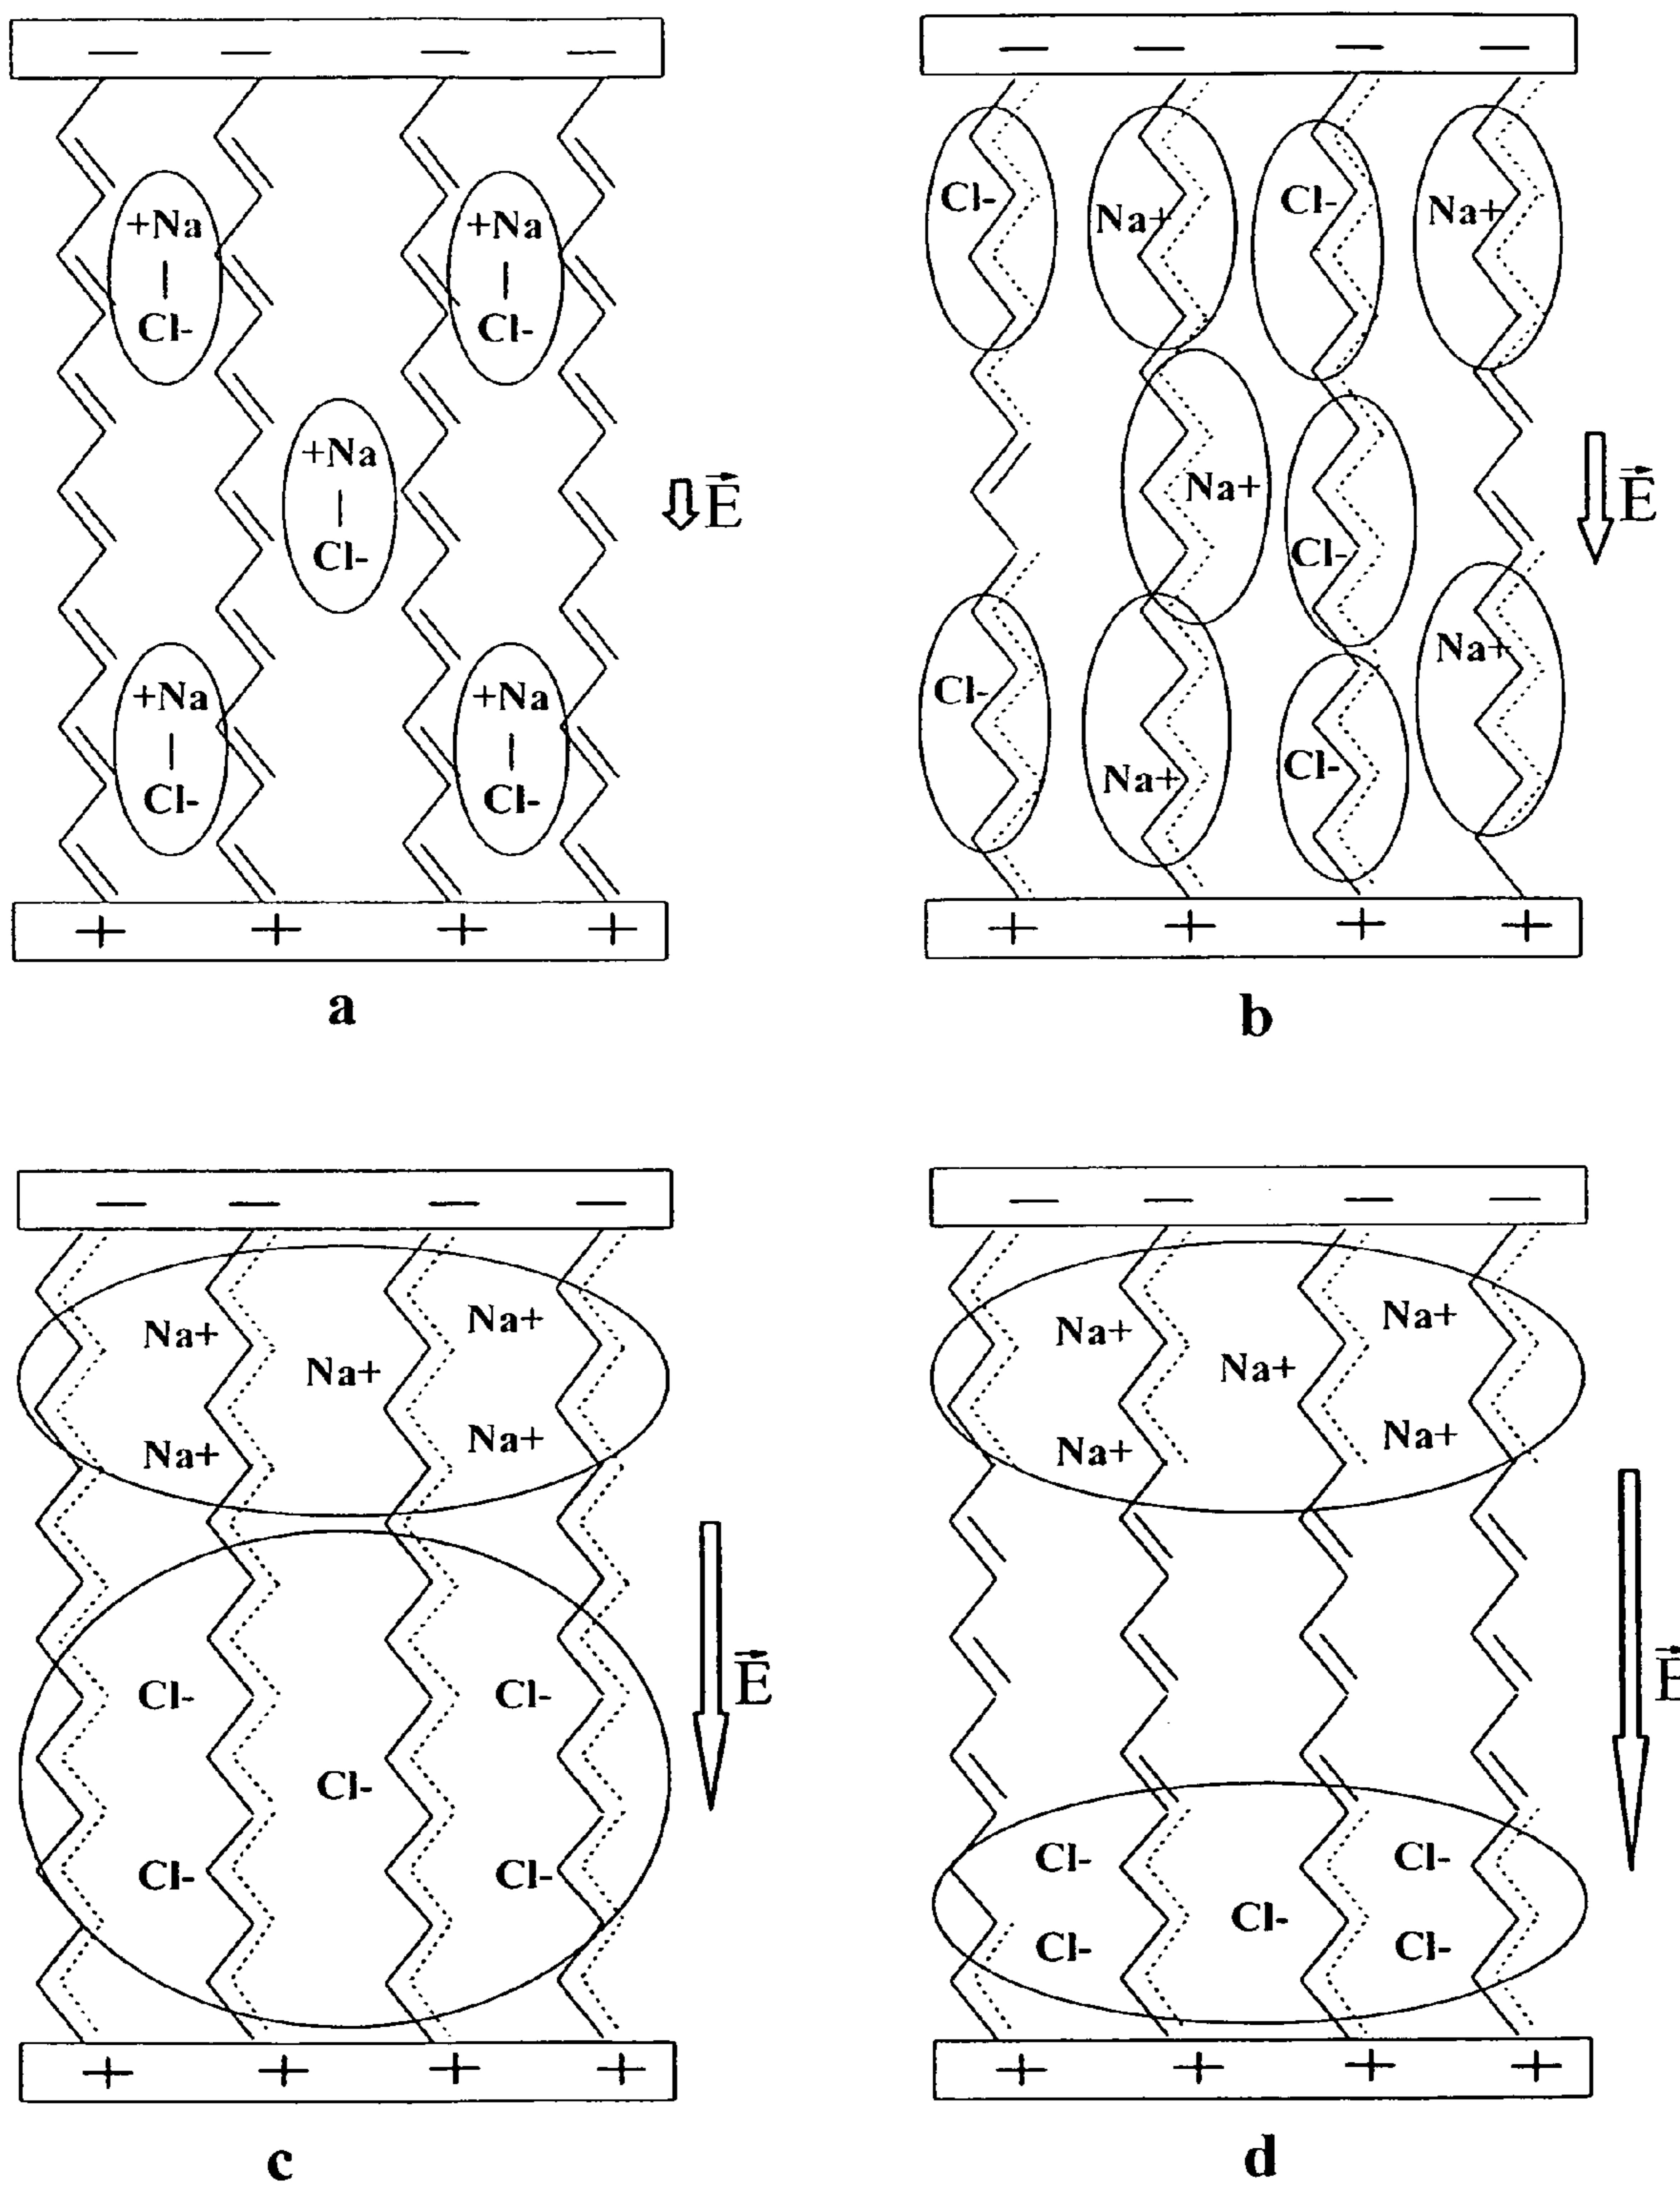 — — — —
+Na +Na
| |
Cl- Cl-
+Na
|
Cl-
E
+Na +Na
| |
Cl- Cl-
+ + + +
a
— — — —
Cl- Na+ Cl- Na+
Na+ Cl-
E
Cl- Na+
Na+ Cl-
+ + + +
b
— — — —
Na+ Na+
Na+
Na+ Na+
E
Cl- Cl-
Cl-
Cl- Cl-
+ + + +
c
— — — —
Na+ Na+
Na+
Na+ Na+
E
Cl- Cl-
Cl-
Cl- Cl-
+ + + +
d